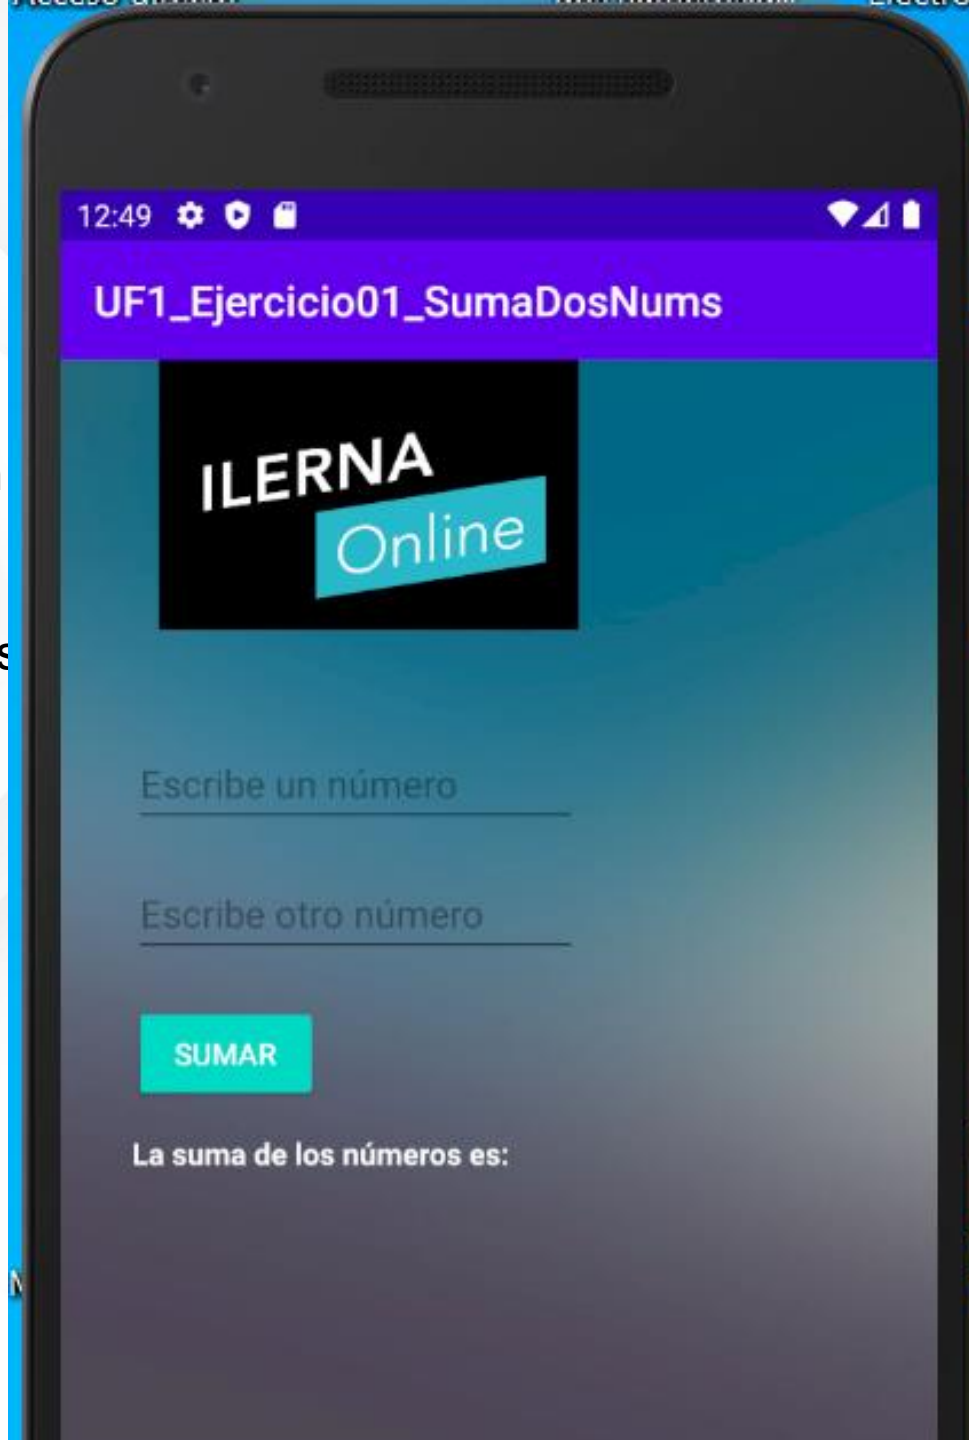 12:49
UF1_Ejercicio01_SumaDosNums
ILERNA
Online
Escribe un número
Escribe otro número
SUMAR
La suma de los números es: